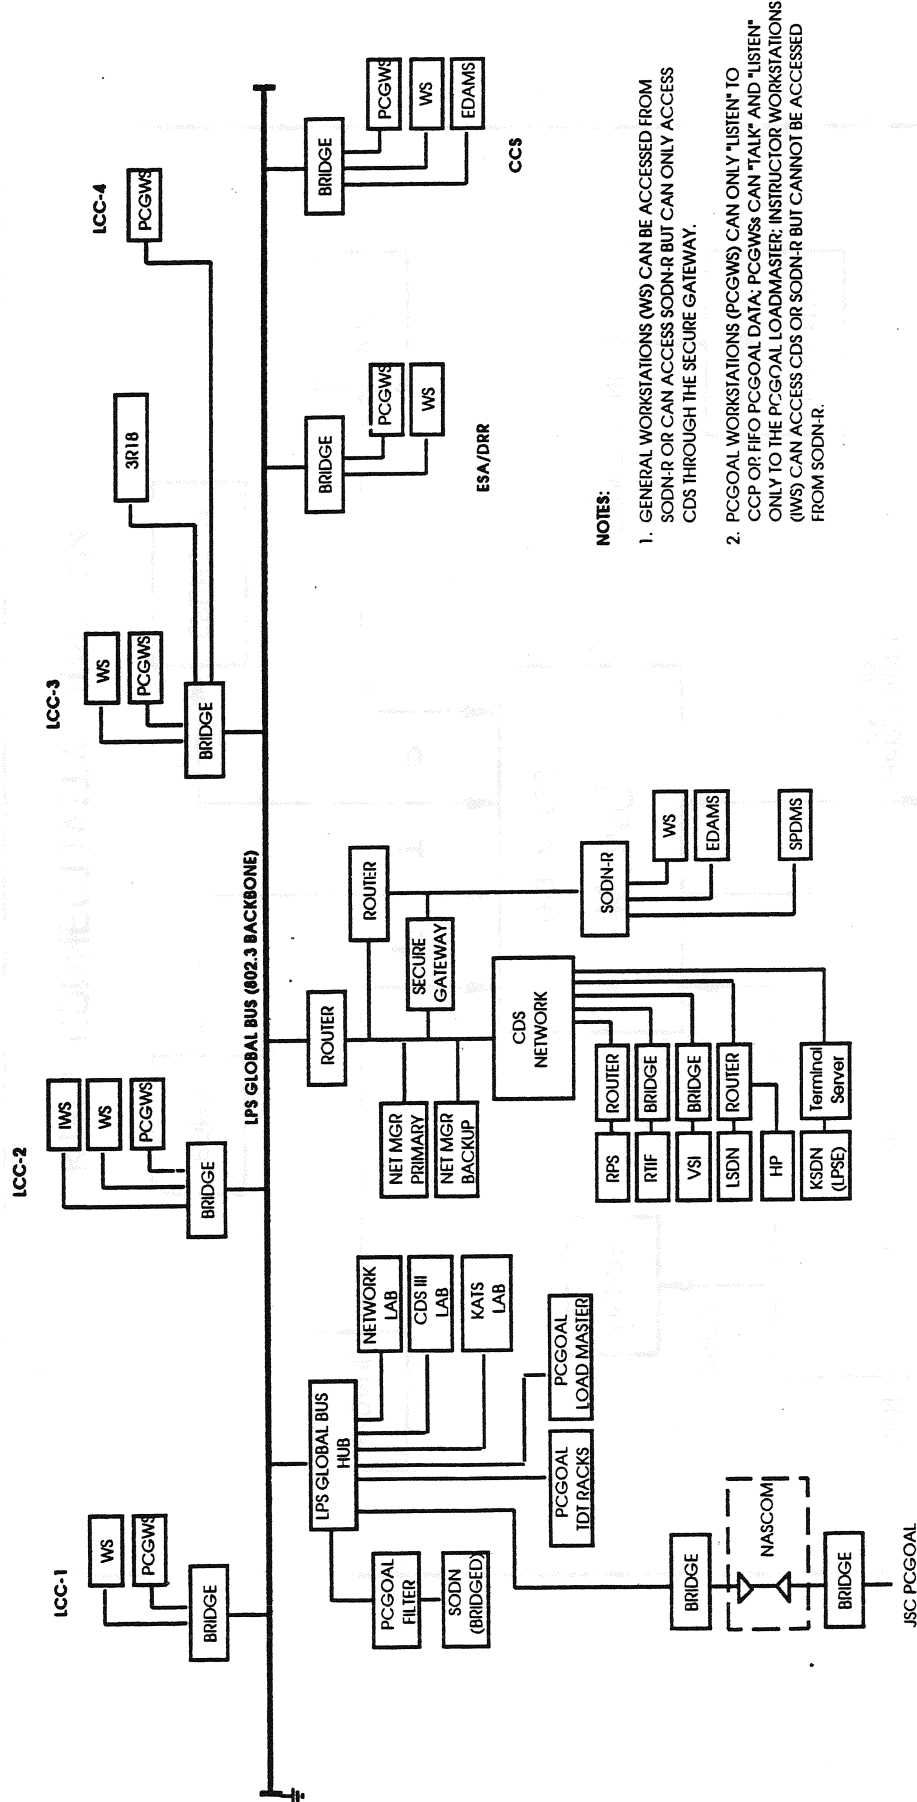 LCC-1
WS
PCGWS
BRIDGE
LCC-2
IWS
WS
PCGWS
BRIDGE
LCC-3
WS
PCGWS
BRIDGE
3R18
LCC-4
PCGWS
LPS GLOBAL BUS (802.3 BACKBONE)
LPS GLOBAL BUS
HUB
NETWORK
LAB
CDS III
LAB
KATS
LAB
PCGOAL
LOAD MASTER
PCGOAL
TDT RACKS
PCGOAL
FILTER
SODN
(BRIDGED)
BRIDGE
NASCOM
BRIDGE
JSC PCGOAL
ROUTER
ROUTER
NET MGR
PRIMARY
NET MGR
BACKUP
SECURE
GATEWAY
CDS
NETWORK
RPS
ROUTER
RTIF
BRIDGE
VSI
BRIDGE
LSDN
ROUTER
HP
KSDN
(LPSE)
Terminal
Server
SODN-R
WS
EDAMS
SPDMS
BRIDGE
PCGWS
WS
ESA/DRR
BRIDGE
PCGWS
WS
EDAMS
CCS
NOTES:
1. GENERAL WORKSTATIONS (WS) CAN BE ACCESSED FROM
SODN-R OR CAN ACCESS SODN-R BUT CAN ONLY ACCESS
CDS THROUGH THE SECURE GATEWAY.
2. PCGOAL WORKSTATIONS (PCGWS) CAN ONLY "LISTEN" TO
CCP OR FIFO PCGOAL DATA; PCGWSs CAN "TALK" AND "LISTEN"
ONLY TO THE PCGOAL LOADMASTER; INSTRUCTOR WORKSTATIONS
(IWS) CAN ACCESS CDS OR SODN-R BUT CANNOT BE ACCESSED
FROM SODN-R.